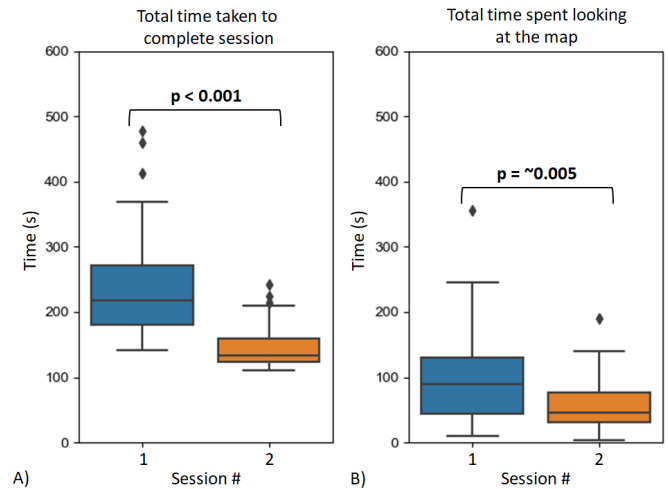 Total time taken to
complete session
600
500
400
300
200
100
0
Time (s)
p < 0.001
1
2
Session #
A)
Total time spent looking
at the map
600
500
400
300
200
100
0
Time (s)
p = ~0.005
1
2
Session #
B)